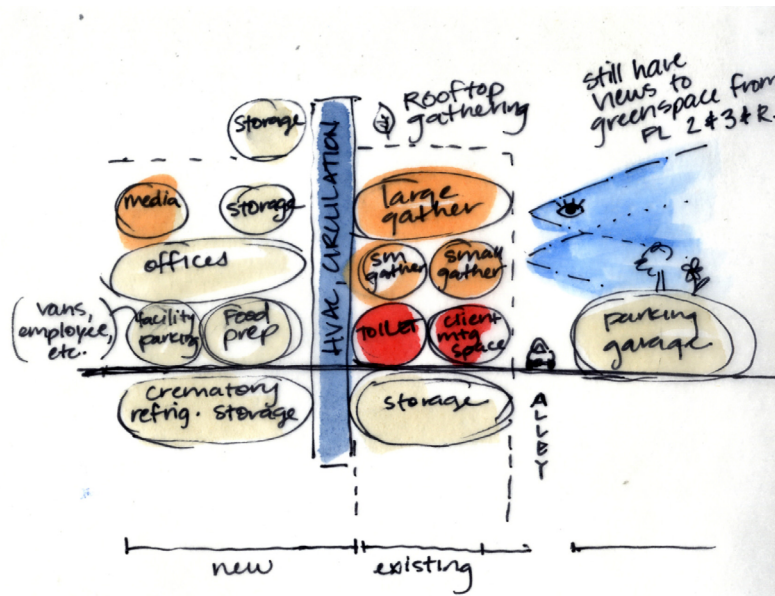 Rooftop
gathering
still have
views to
greenspace from
FL 2 & 3 & R.
storage
HVAC, CIRCULATION
media
storage
large
gather
offices
sm
gather
small
gather
(vans,
employee,
etc.)
facility
parking
Food
prep
TOILET
client
mtg
space
parking
garage
crematory
refrig. storage
storage
ALLEY
new
existing